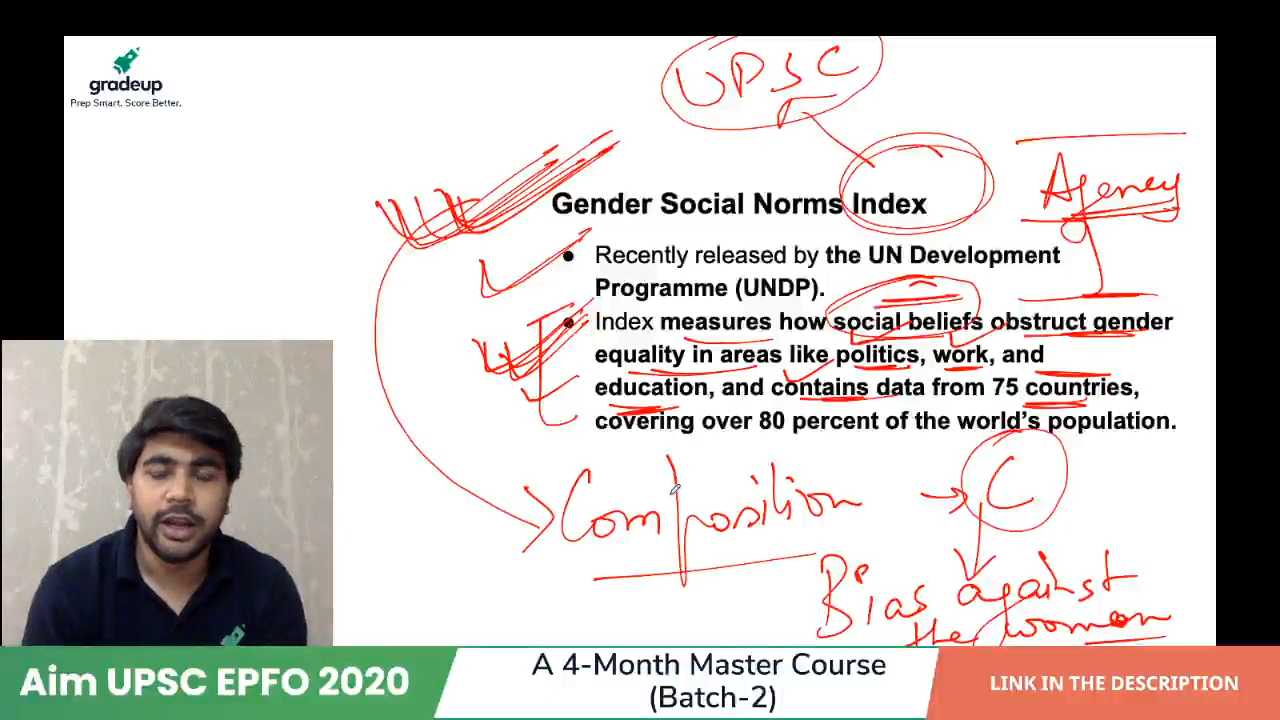 gradeup
Prep Smart. Score Better.
UPSC
Agency
Gender Social Norms Index
● Recently released by the UN Development
Programme (UNDP).
● Index measures how social beliefs obstruct gender
equality in areas like politics, work, and
education, and contains data from 75 countries,
covering over 80 percent of the world's population.
Composition
C
Bias against
the women
Aim UPSC EPFO 2020
A 4-Month Master Course
(Batch-2)
LINK IN THE DESCRIPTION